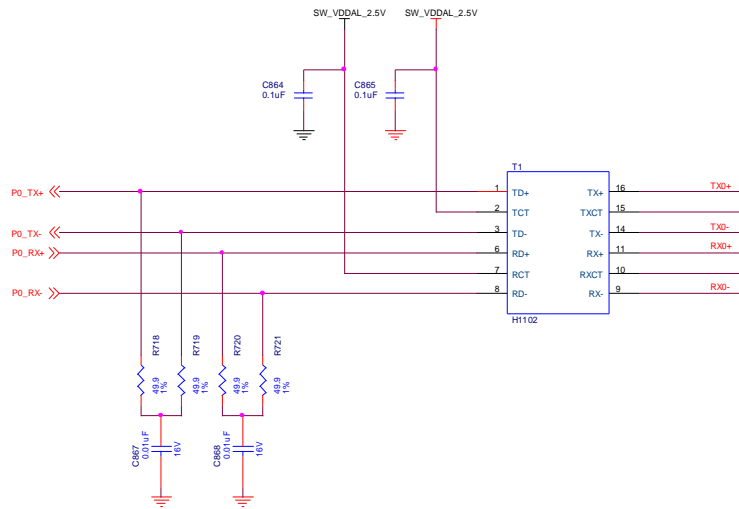 SW_VDDAL_2.5V
SW_VDDAL_2.5V
C864
0.1uF
C865
0.1uF
T1
P0_TX+
1
TD+
TX+
16
TX0+
2
TCT
TXCT
15
P0_TX-
3
TD-
TX-
14
TX0-
P0_RX+
6
RD+
RX+
11
RX0+
7
RCT
RXCT
10
P0_RX-
8
RD-
RX-
9
RX0-
H1102
R718
49.9
1%
R719
49.9
1%
R720
49.9
1%
R721
49.9
1%
C867
0.01uF
16V
C868
0.01uF
16V